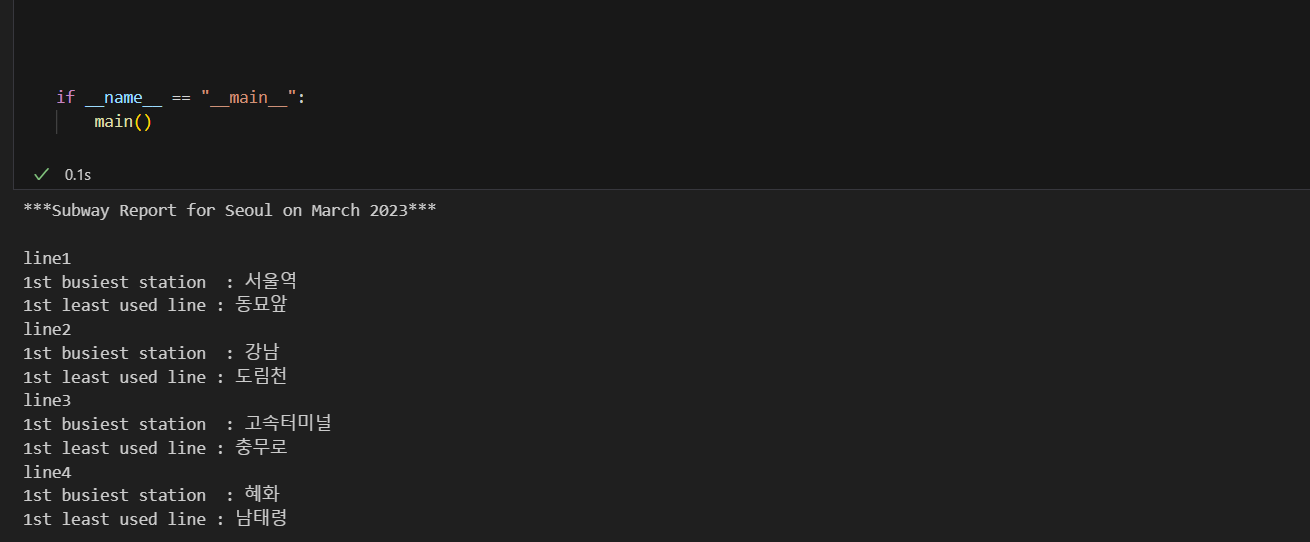 if __name__ == "__main__":
    main()
0.1s
***Subway Report for Seoul on March 2023***
line1
1st busiest station  : 서울역
1st least used line : 동묘앞
line2
1st busiest station  : 강남
1st least used line : 도림천
line3
1st busiest station  : 고속터미널
1st least used line : 충무로
line4
1st busiest station  : 혜화
1st least used line : 남태령